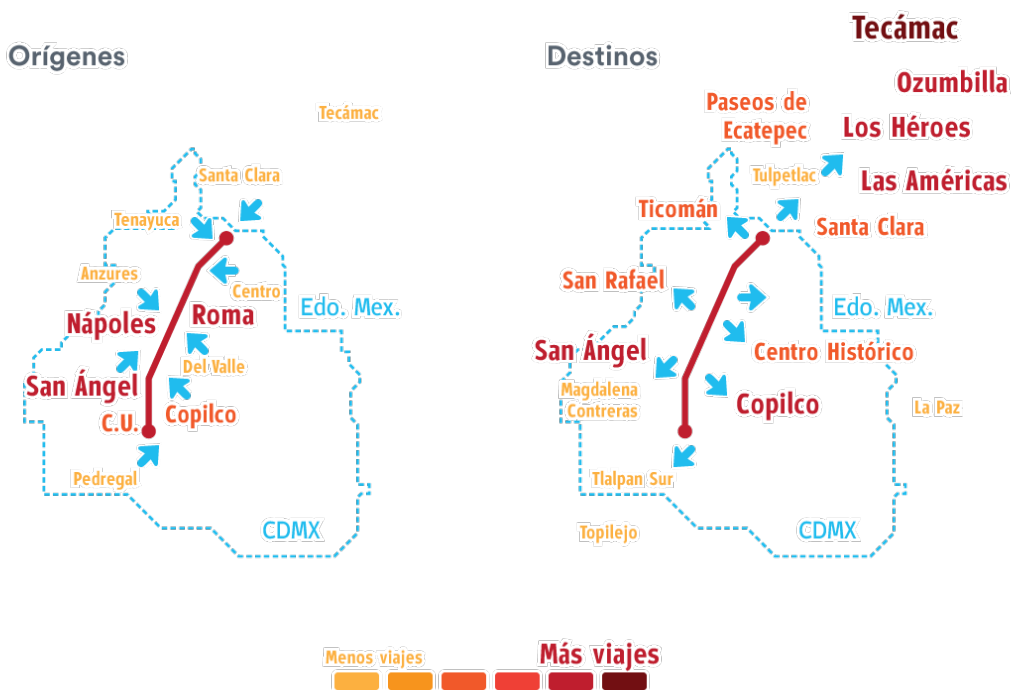 Orígenes
Tecámac
Santa Clara
Tenayuca
Anzures
Centro
Nápoles
Roma
Edo. Mex.
San Ángel
Del Valle
C.U.
Copilco
Pedregal
CDMX
Destinos
Tecámac
Ozumbilla
Paseos de
Ecatepec
Los Héroes
Tulpetlac
Las Américas
Ticomán
Santa Clara
San Rafael
Edo. Mex.
San Ángel
Centro Histórico
Magdalena
Contreras
Copilco
La Paz
Tlalpan Sur
Topilejo
CDMX
Menos viajes
Más viajes